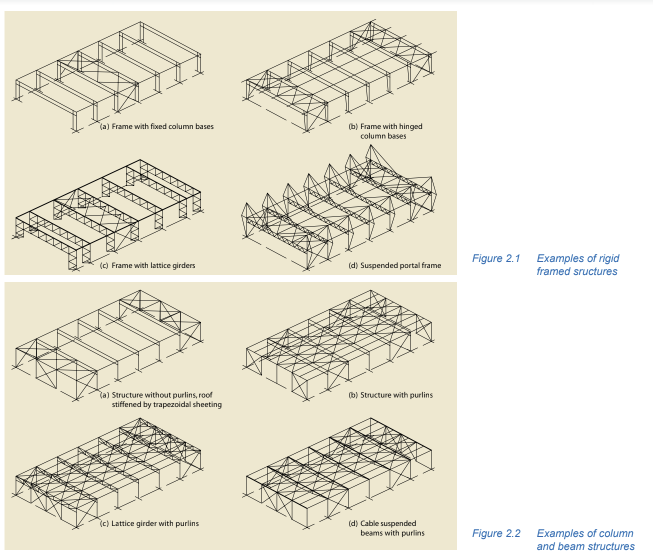 (a) Frame with fixed column bases
(b) Frame with hinged
column bases
(c) Frame with lattice girders
(d) Suspended portal frame
Figure 2.1 Examples of rigid
framed sructures
(a) Structure without purlins, roof
stiffened by trapezoidal sheeting
(b) Structure with purlins
(c) Lattice girder with purlins
(d) Cable suspended
beams with purlins
Figure 2.2 Examples of column
and beam structures